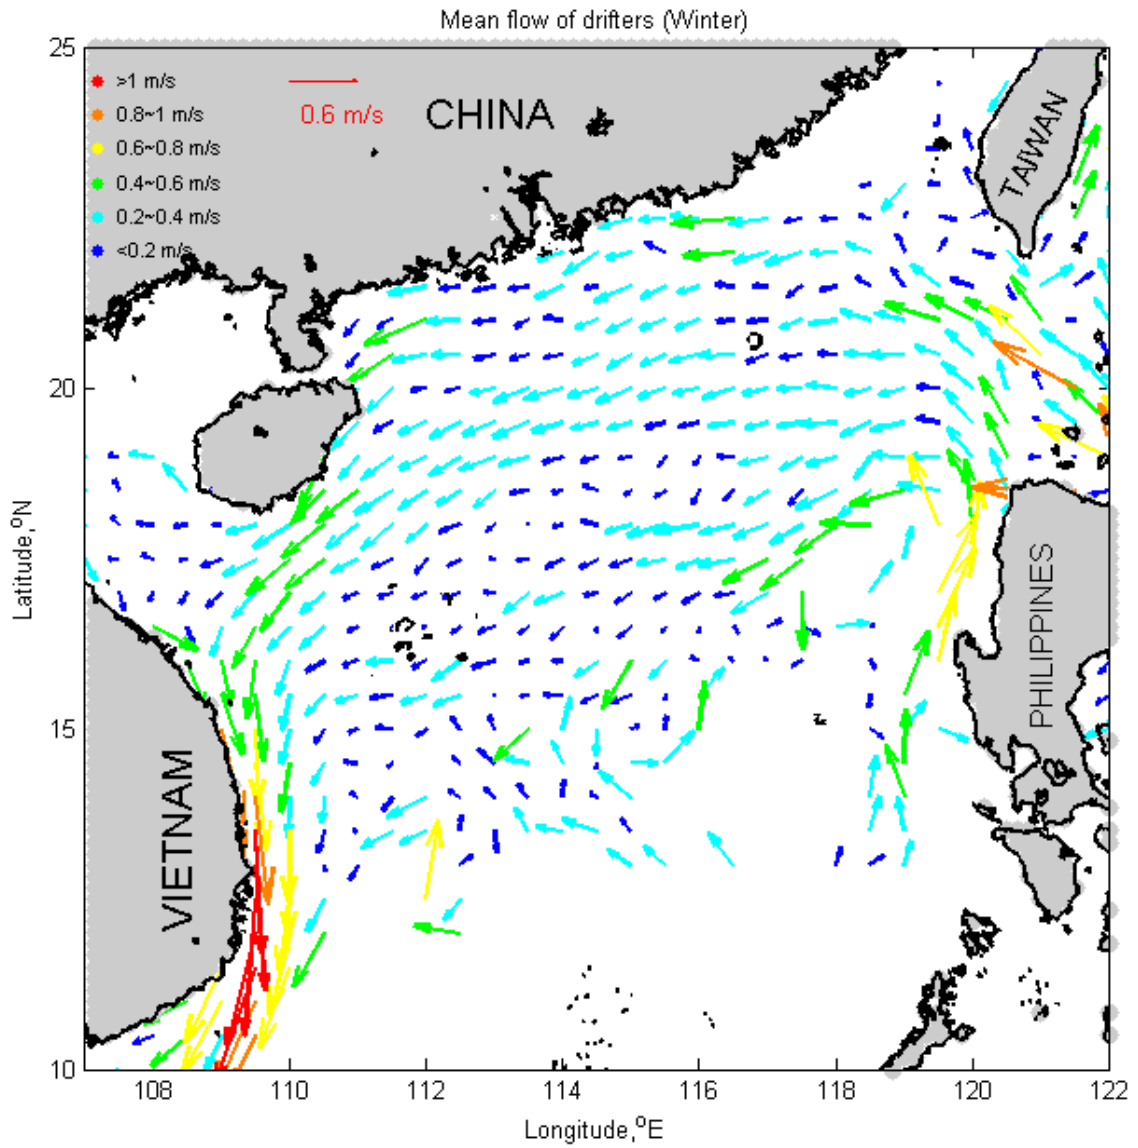 Mean flow of drifters (Winter)
25
>1 m/s
0.8~1 m/s
0.6 m/s
CHINA
0.6~0.8 m/s
0.4~0.6 m/s
TAIWAN
0.2~0.4 m/s
<0.2 m/s
20
Latitude,°N
PHILIPPINES
15
VIETNAM
10
108
110
112
114
116
118
120
122
Longitude,°E